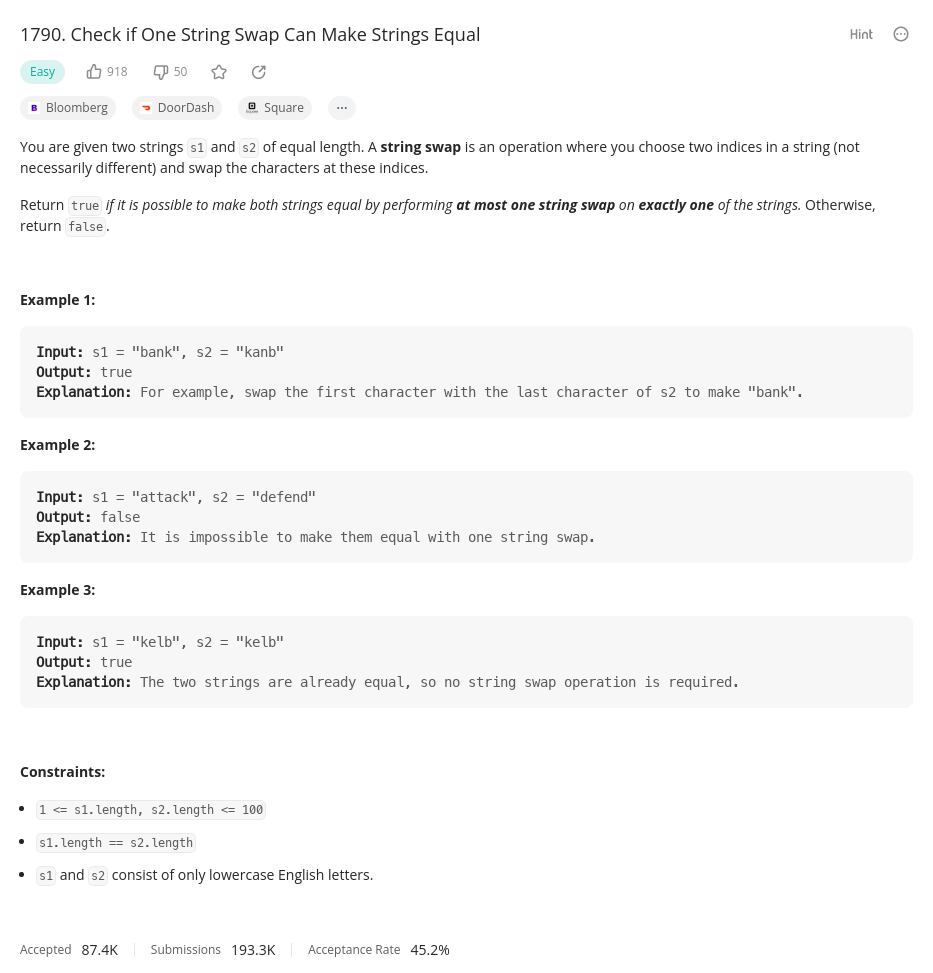 1790. Check if One String Swap Can Make Strings Equal
Hint
Easy
918
50
Bloomberg
DoorDash
Square
...
You are given two strings s1 and s2 of equal length. A string swap is an operation where you choose two indices in a string (not
necessarily different) and swap the characters at these indices.
Return true if it is possible to make both strings equal by performing at most one string swap on exactly one of the strings. Otherwise,
return false.
Example 1:
Input: s1 = "bank", s2 = "kanb"
Output: true
Explanation: For example, swap the first character with the last character of s2 to make "bank".
Example 2:
Input: s1 = "attack", s2 = "defend"
Output: false
Explanation: It is impossible to make them equal with one string swap.
Example 3:
Input: s1 = "kelb", s2 = "kelb"
Output: true
Explanation: The two strings are already equal, so no string swap operation is required.
Constraints:
• 1 <= s1.length, s2.length <= 100
• s1.length == s2.length
• s1 and s2 consist of only lowercase English letters.
Accepted 87.4K Submissions 193.3K Acceptance Rate 45.2%